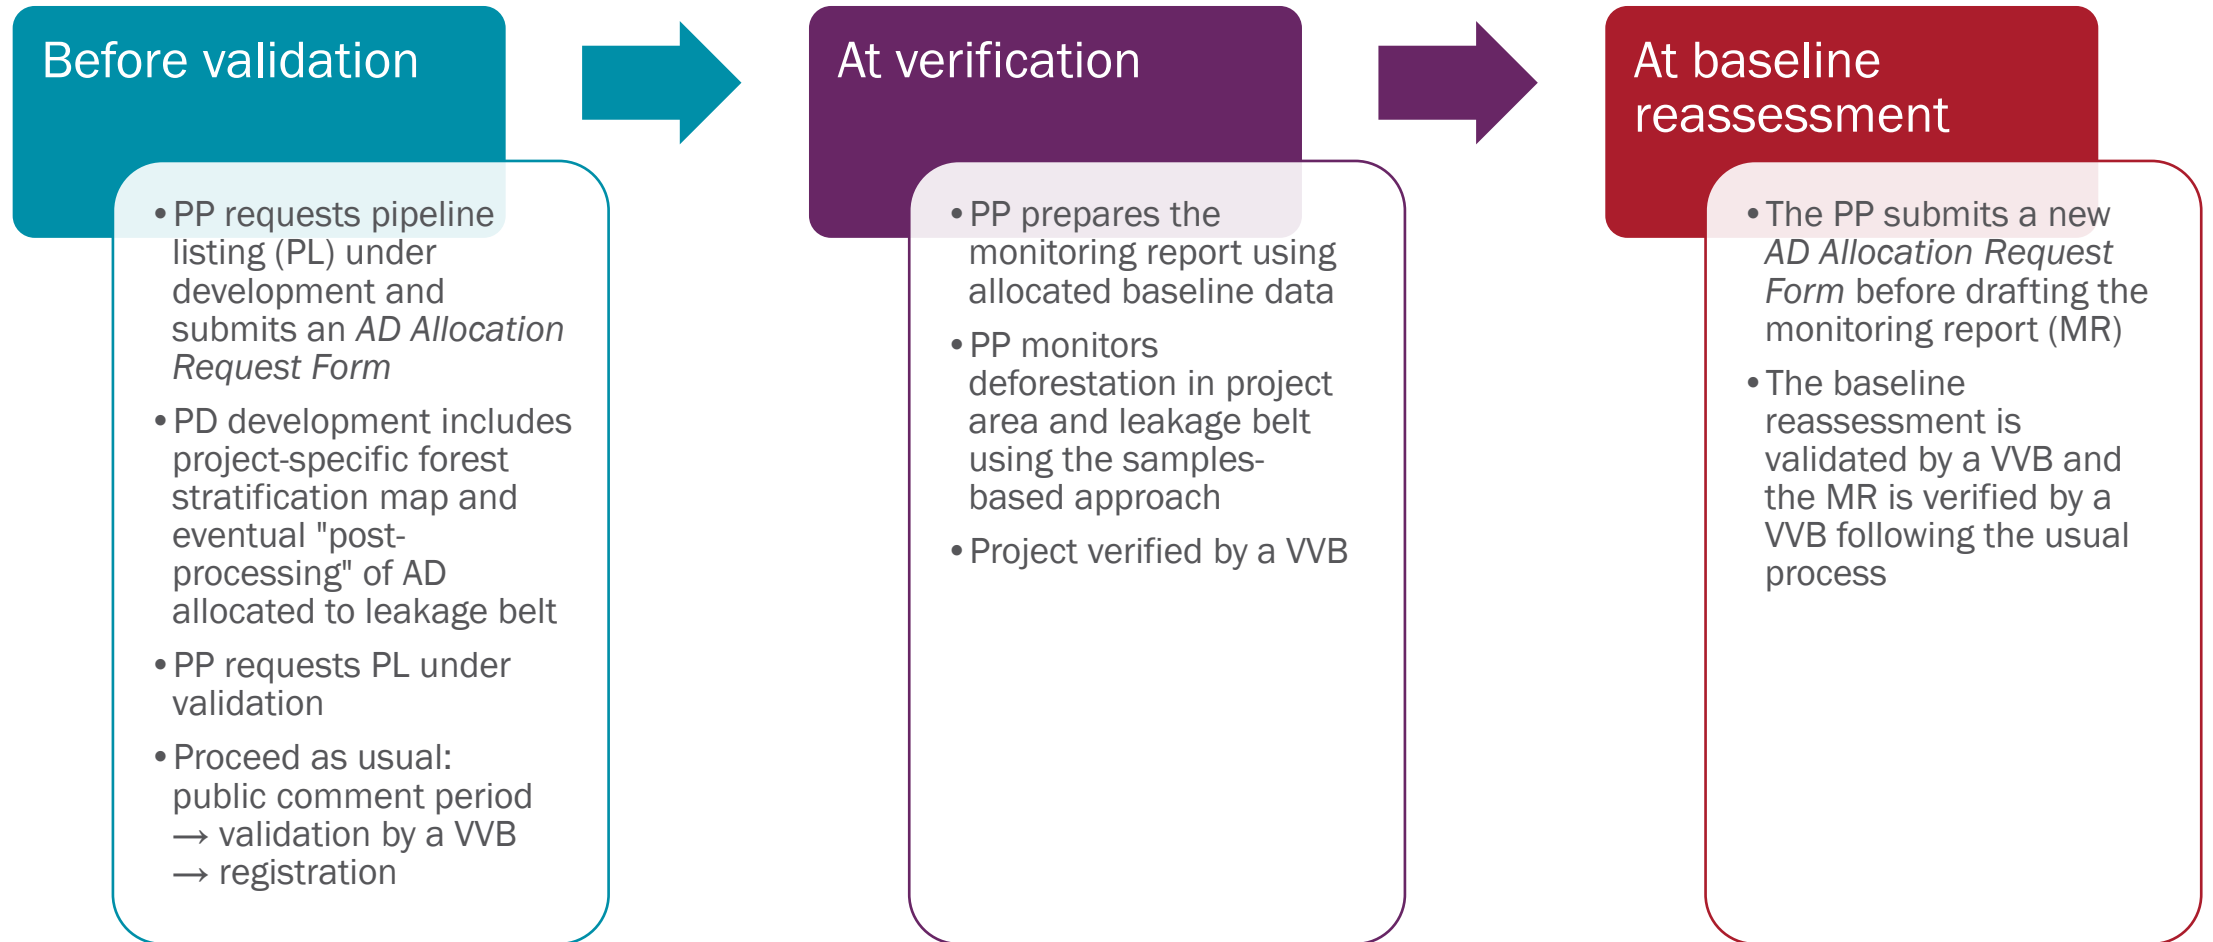 Before validation
• PP requests pipeline
listing (PL) under
development and
submits an AD Allocation
Request Form
• PD development includes
project-specific forest
stratification map and
eventual "post-
processing" of AD
allocated to leakage belt
• PP requests PL under
validation
• Proceed as usual:
public comment period
→ validation by a VVB
→ registration
At verification
• PP prepares the
monitoring report using
allocated baseline data
• PP monitors
deforestation in project
area and leakage belt
using the samples-
based approach
• Project verified by a VVB
At baseline
reassessment
• The PP submits a new
AD Allocation Request
Form before drafting the
monitoring report (MR)
• The baseline
reassessment is
validated by a VVB and
the MR is verified by a
VVB following the usual
process